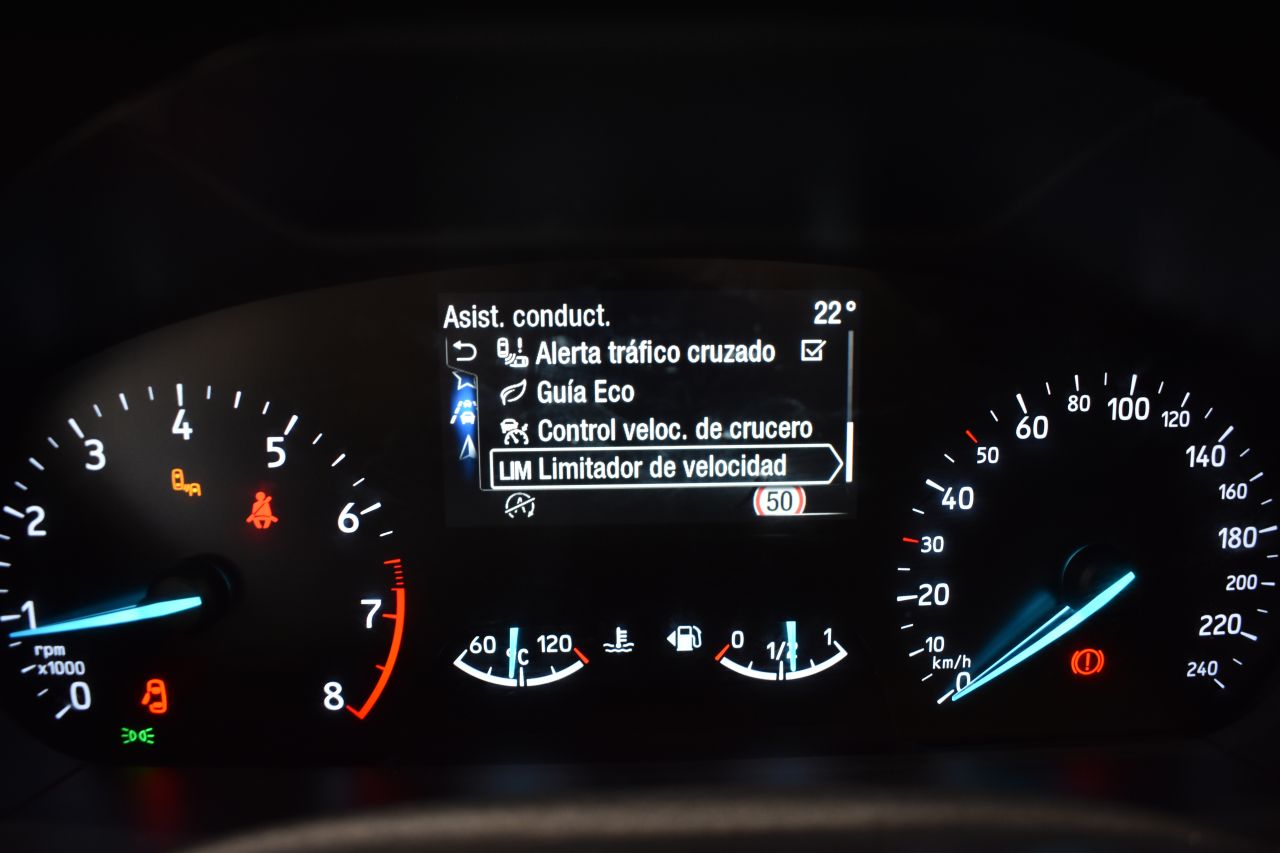 Asist. conduct. 22°
Alerta tráfico cruzado
Guía Eco
Control veloc. de crucero
LIM Limitador de velocidad
A
50
0
1
2
3
4
5
6
7
8
rpm
x1000
60 120
°C
0 1/2 1
0
10
20
30
40
50
60
80
100
120
140
160
180
200
220
240
km/h